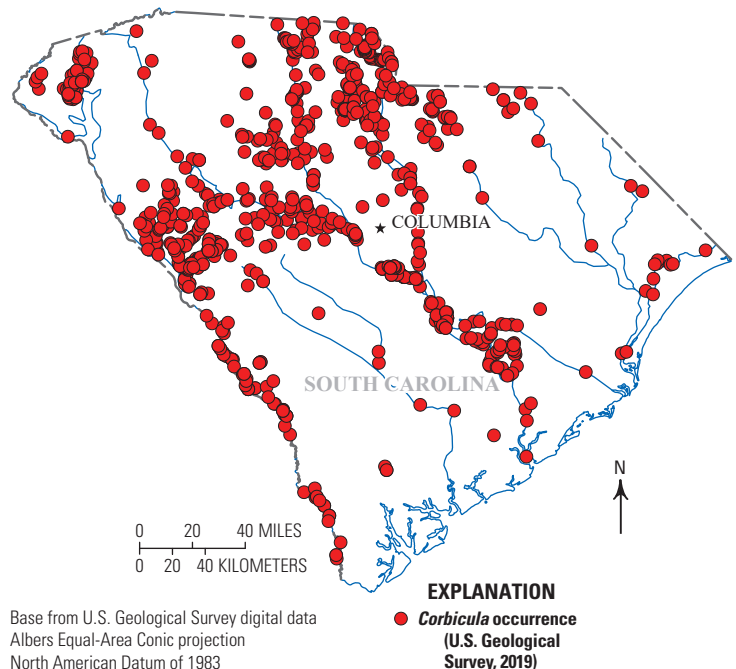 COLUMBIA
SOUTH CAROLINA
N
0 20 40 MILES
0 20 40 KILOMETERS
EXPLANATION
Corbicula occurrence
(U.S. Geological
Survey, 2019)
Base from U.S. Geological Survey digital data
Albers Equal-Area Conic projection
North American Datum of 1983